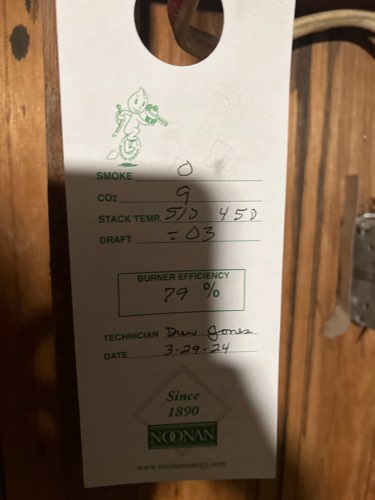 SMOKE 0
CO2 9
STACK TEMP. 510 450
DRAFT -.03
BURNER EFFICIENCY
79 %
TECHNICIAN Drew Jones
DATE 3-29-24
Since
1890
NOONAN
www.noonanenergy.com